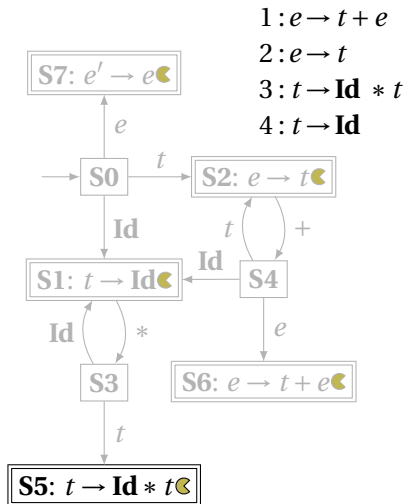 1 : e → t + e
2 : e → t
3 : t → Id * t
4 : t → Id
S7: e′ → e
e
S0
t
S2: e → t
Id
t
+
S1: t → Id
Id
S4
Id
*
e
S3
S6: e → t + e
t
S5: t → Id * t